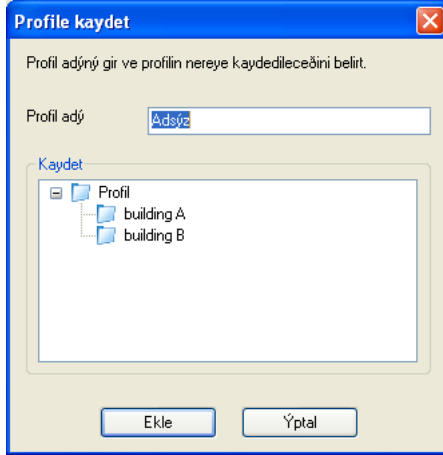 Profile kaydet
Profil adýný gir ve profilin nereye kaydedileceðini belirt.
Profil adý
Adsýz
Kaydet
Profil
building A
building B
Ekle
Ýptal